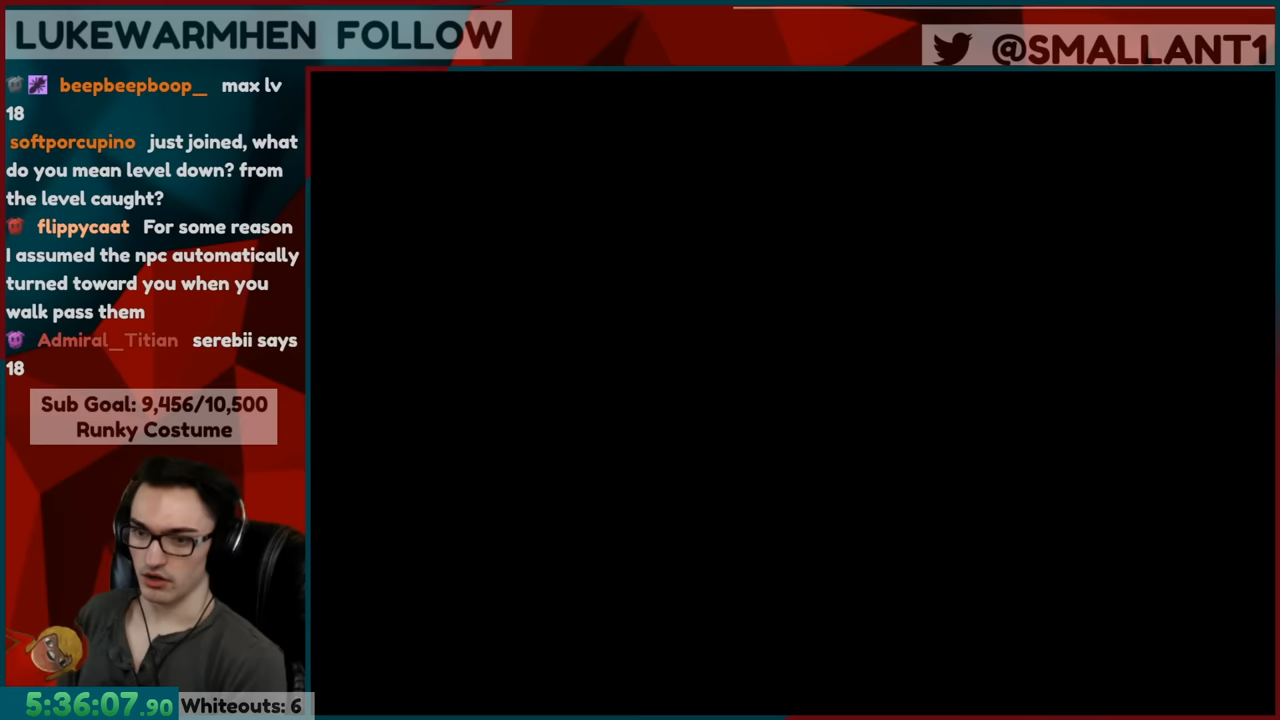 LUKEWARMHEN FOLLOW
@SMALLANT1
beepbeepboop_ max lv
18
softporcupino just joined, what
do you mean level down? from
the level caught?
flippycaat For some reason
I assumed the npc automatically
turned toward you when you
walk pass them
Admiral_Titian serebii says
18
Sub Goal: 9,456/10,500
Runky Costume
5:36:07.90 Whiteouts: 6